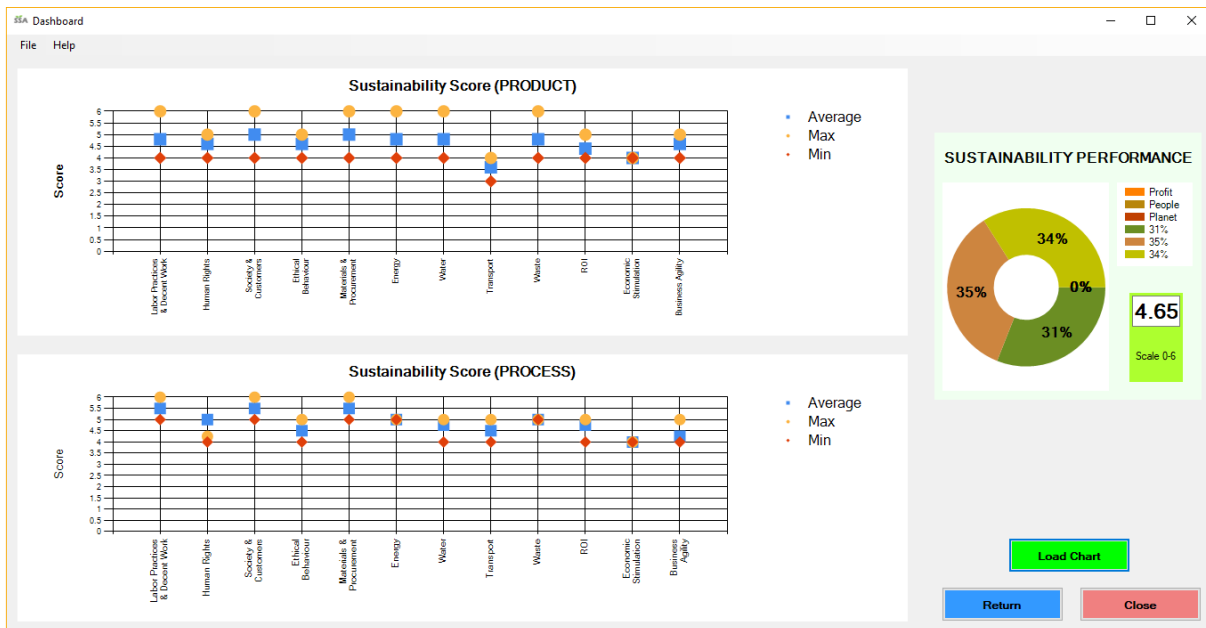 SSA Dashboard
File Help
Sustainability Score (PRODUCT)
Score
6
5.5
5
4.5
4
3.5
3
2.5
2
1.5
1
0.5
0
Labor Practices
& Decent Work
Human Rights
Society &
Customers
Ethical
Behaviour
Materials &
Procurement
Energy
Water
Transport
Waste
ROI
Economic
Stimulation
Business Agility
Average
Max
Min
Sustainability Score (PROCESS)
Score
6
5.5
5
4.5
4
3.5
3
2.5
2
1.5
1
0.5
0
Labor Practices
& Decent Work
Human Rights
Society &
Customers
Ethical
Behaviour
Materials &
Procurement
Energy
Water
Transport
Waste
ROI
Economic
Stimulation
Business
Agility
Average
Max
Min
SUSTAINABILITY PERFORMANCE
34%
35%
0%
31%
Profit
People
Planet
31%
35%
34%
4.65
Scale 0-6
Load Chart
Return
Close